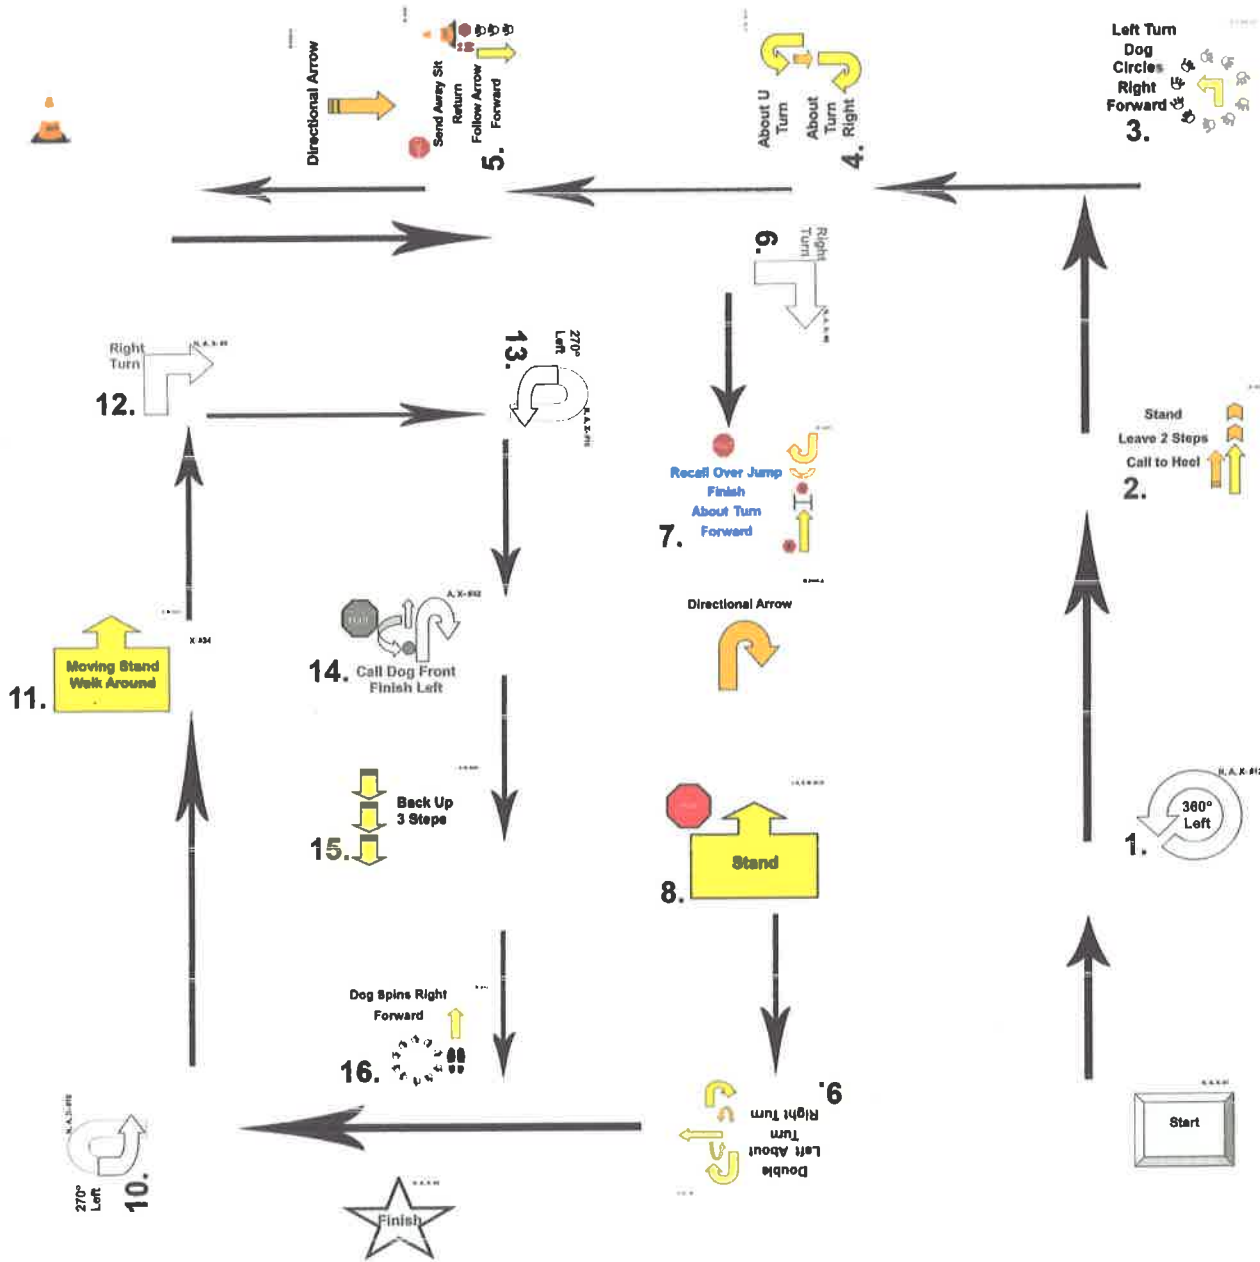 Left Turn
Dog
Circles
Right
Forward
3.
About U
Turn
About
Turn
Right
4.
Send Away Sit
Return
Follow Arrow
Forward
5.
Directional Arrow
Right
Turn
6.
Right
Turn
12.
270°
Left
13.
Stand
Leave 2 Steps
Call to Heel
2.
Recall Over Jump
Finish
About Turn
Forward
7.
Directional Arrow
X-#34
Moving Stand
Walk Around
11.
Call Dog Front
Finish Left
14.
Back Up
3 Steps
15.
Stand
8.
360°
Left
1.
Dog Spins Right
Forward
16.
Double
Left About
Turn
Right Turn
9.
Start
270°
Left
10.
Finish